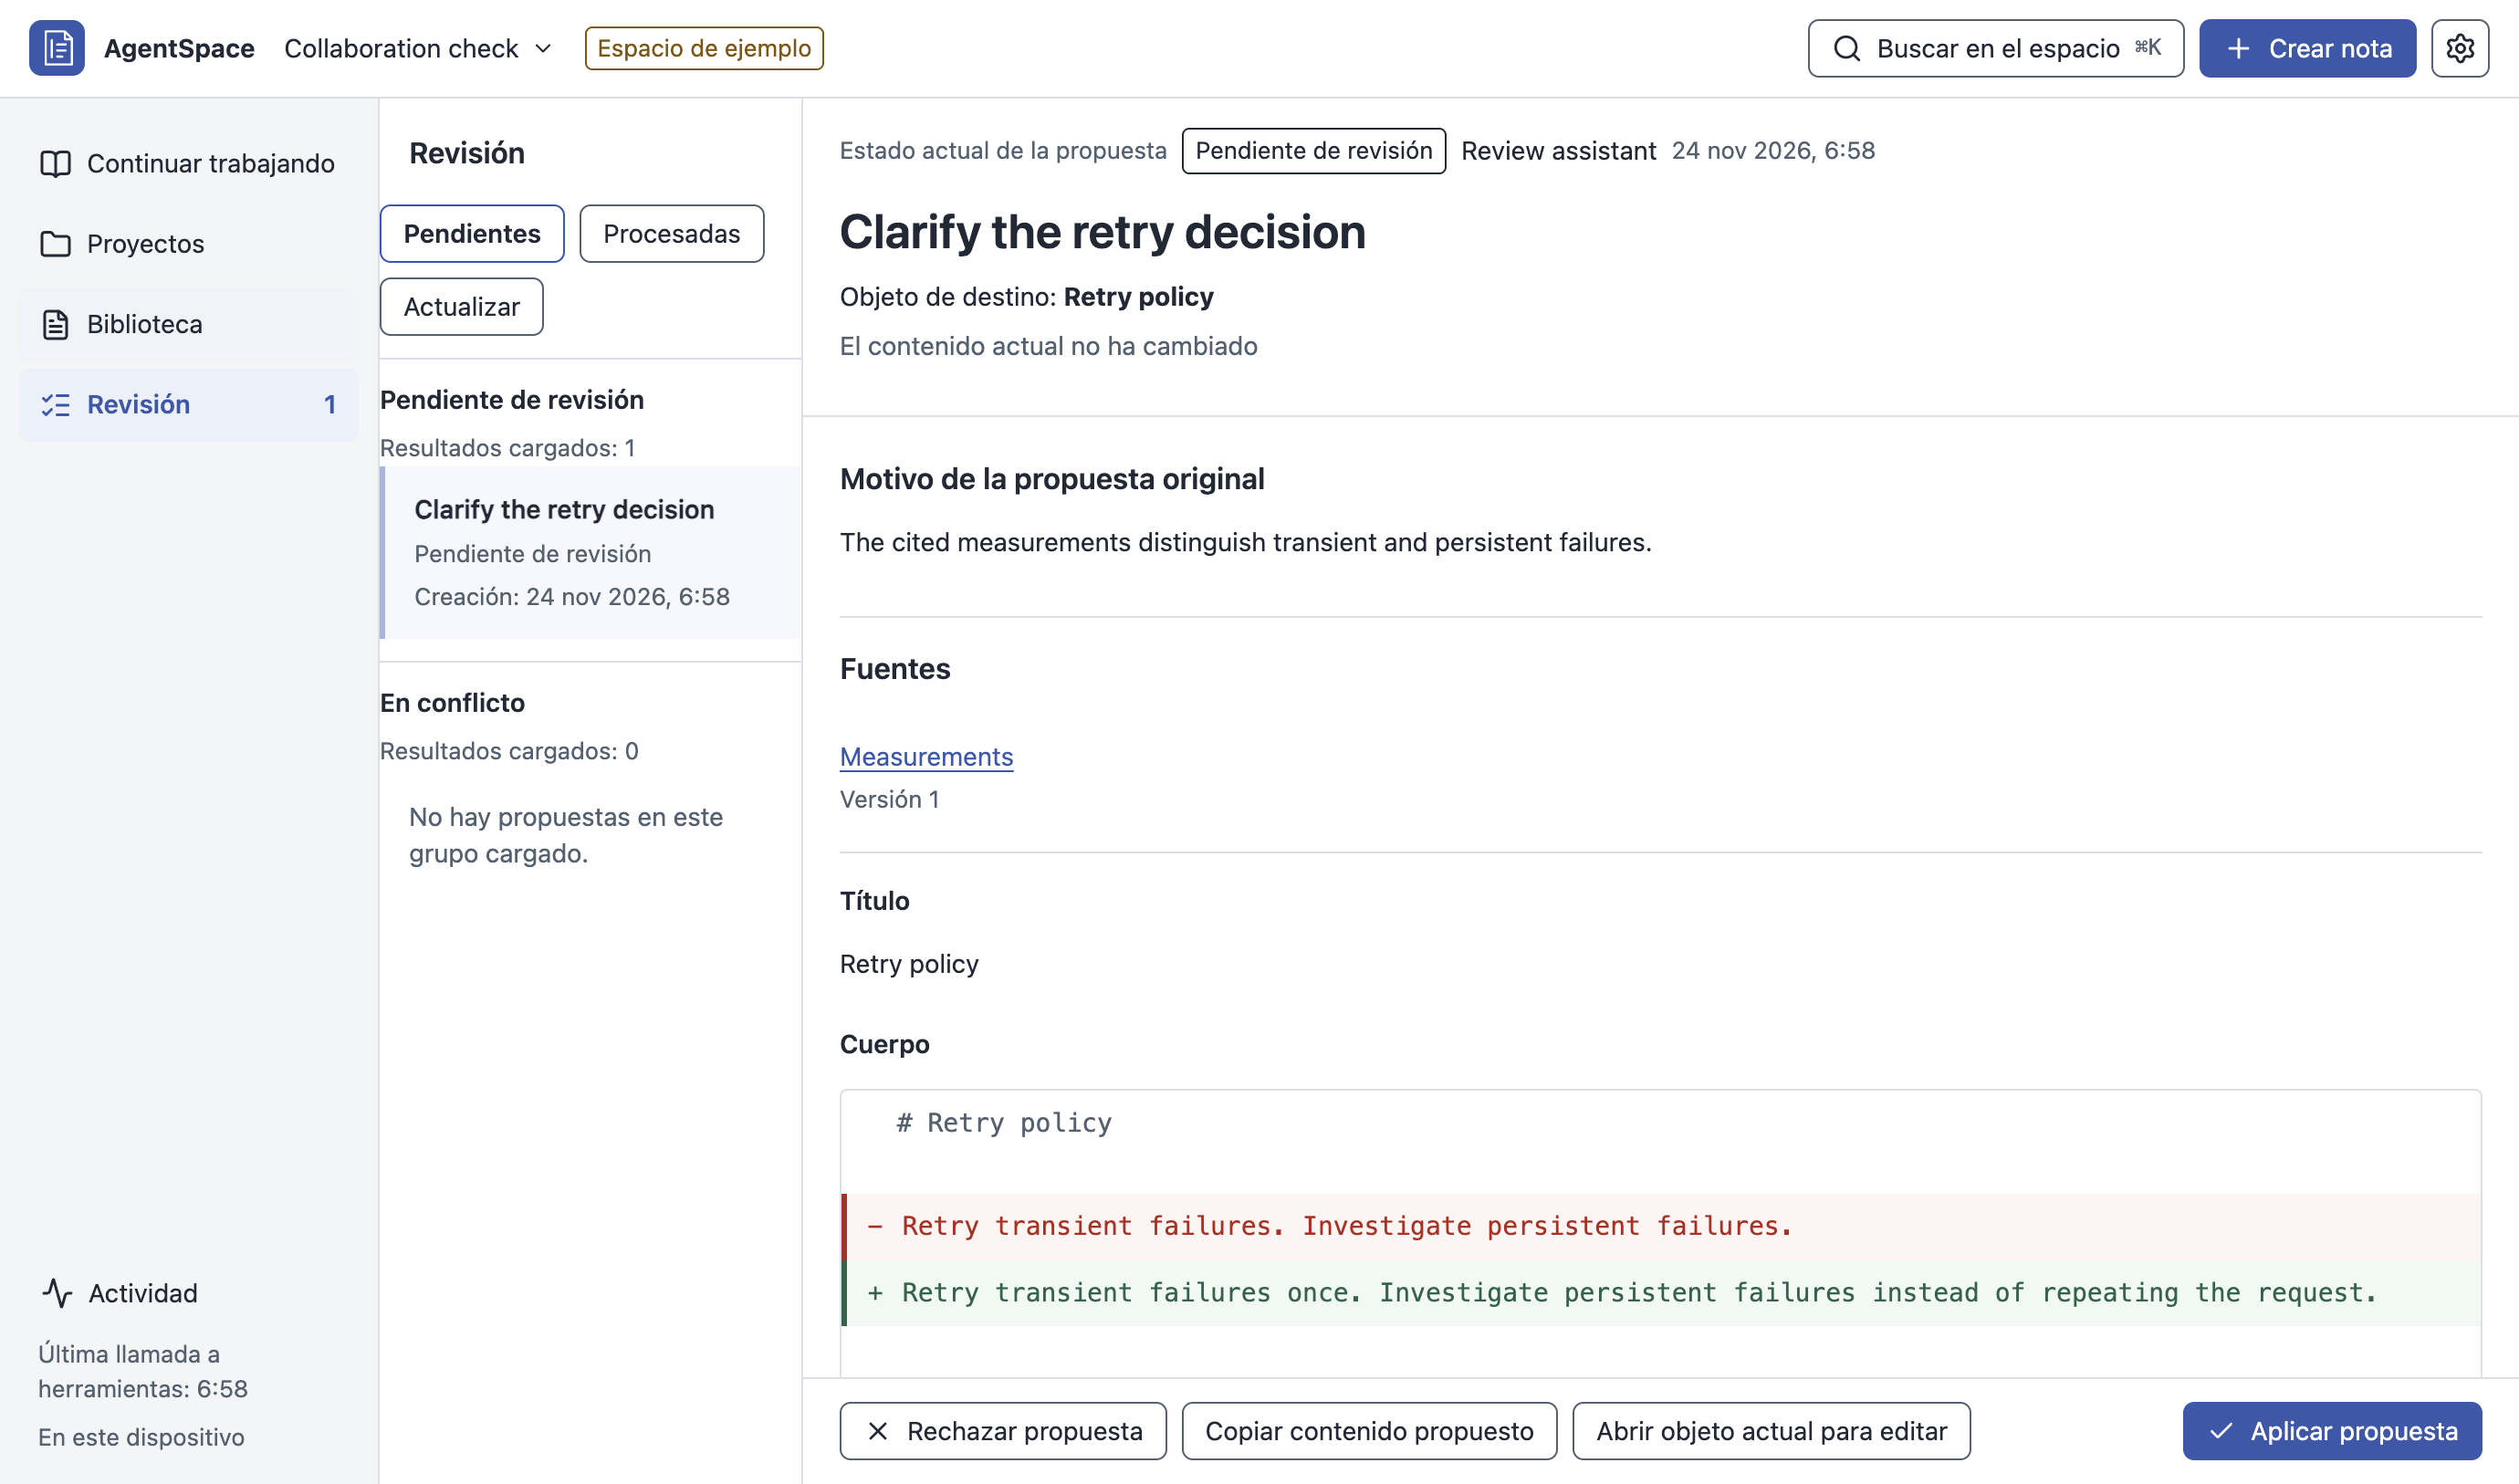 AgentSpace
Collaboration check
Espacio de ejemplo
Buscar en el espacio ⌘K
Crear nota
Continuar trabajando
Proyectos
Biblioteca
Revisión 1
Actividad
Última llamada a
herramientas: 6:58
En este dispositivo
Revisión
Pendientes
Procesadas
Actualizar
Pendiente de revisión
Resultados cargados: 1
Clarify the retry decision
Pendiente de revisión
Creación: 24 nov 2026, 6:58
En conflicto
Resultados cargados: 0
No hay propuestas en este
grupo cargado.
Estado actual de la propuesta Pendiente de revisión Review assistant 24 nov 2026, 6:58
Clarify the retry decision
Objeto de destino: Retry policy
El contenido actual no ha cambiado
Motivo de la propuesta original
The cited measurements distinguish transient and persistent failures.
Fuentes
Measurements
Versión 1
Título
Retry policy
Cuerpo
# Retry policy
− Retry transient failures. Investigate persistent failures.
+ Retry transient failures once. Investigate persistent failures instead of repeating the request.
Rechazar propuesta
Copiar contenido propuesto
Abrir objeto actual para editar
Aplicar propuesta